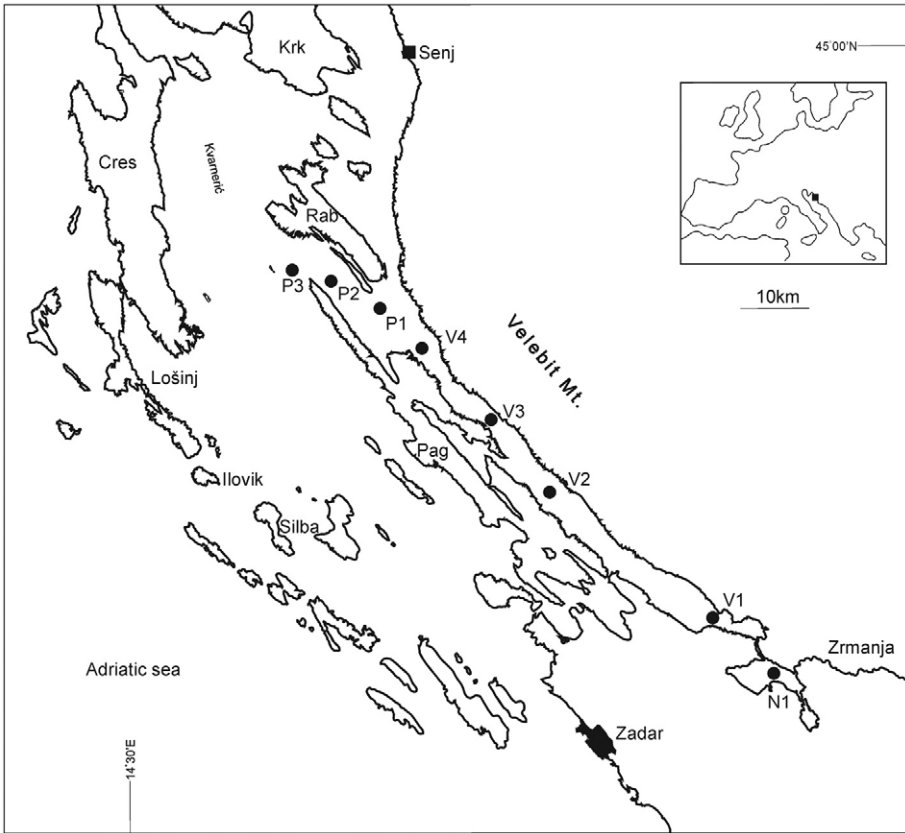 Krk
Senj
45°00'N
Cres
Kvarnerić
Rab
10km
P3
P2
P1
V4
Velebit Mt.
Lošinj
V3
Pag
Ilovik
V2
Silba
V1
Zrmanja
Adriatic sea
N1
Zadar
14°30'E